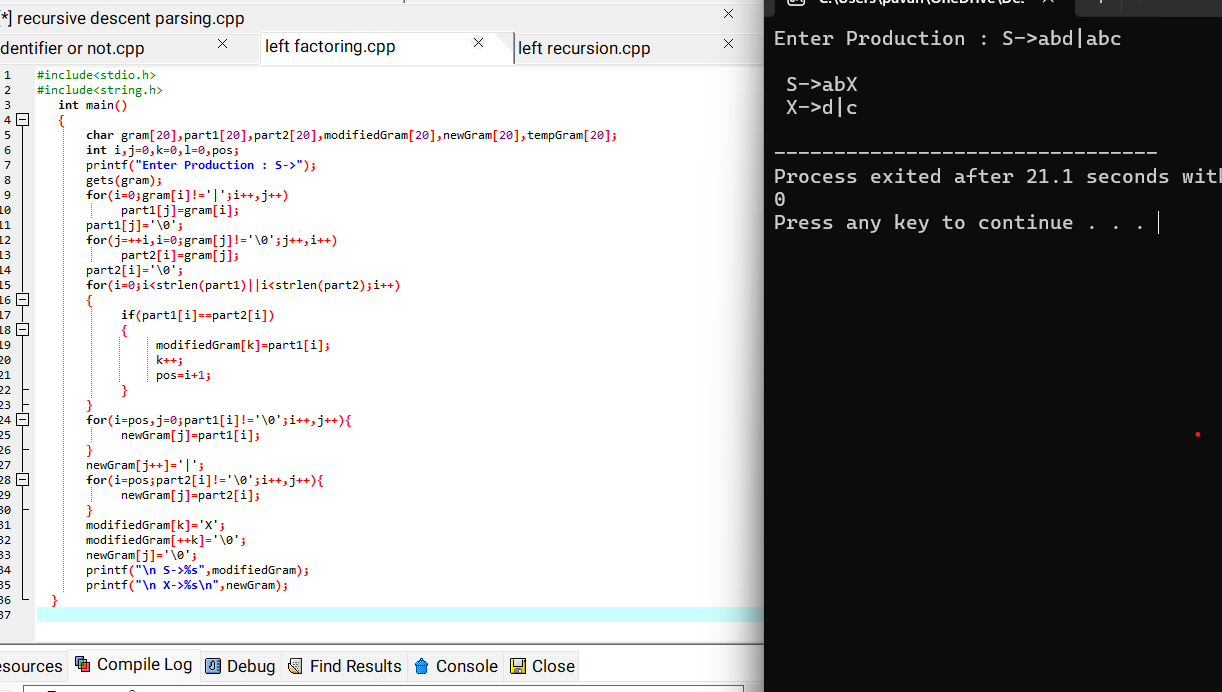 [*] recursive descent parsing.cpp
dentifier or not.cpp
left factoring.cpp
left recursion.cpp
1 #include<stdio.h>
2 #include<string.h>
3 int main()
4 {
5 char gram[20],part1[20],part2[20],modifiedGram[20],newGram[20],tempGram[20];
6 int i,j=0,k=0,l=0,pos;
7 printf("Enter Production : S->");
8 gets(gram);
9 for(i=0;gram[i]!='|';i++,j++)
10 part1[j]=gram[i];
11 part1[j]='\0';
12 for(j=++i,i=0;gram[j]!='\0';j++,i++)
13 part2[i]=gram[j];
14 part2[i]='\0';
15 for(i=0;i<strlen(part1)||i<strlen(part2);i++)
16 {
17 if(part1[i]==part2[i])
18 {
19 modifiedGram[k]=part1[i];
20 k++;
21 pos=i+1;
22 }
23 }
24 for(i=pos,j=0;part1[i]!='\0';i++,j++){
25 newGram[j]=part1[i];
26 }
27 newGram[j++]='|';
28 for(i=pos;part2[i]!='\0';i++,j++){
29 newGram[j]=part2[i];
30 }
31 modifiedGram[k]='X';
32 modifiedGram[++k]='\0';
33 newGram[j]='\0';
34 printf("\n S->%s",modifiedGram);
35 printf("\n X->%s\n",newGram);
36 }
37
esources Compile Log Debug Find Results Console Close
Enter Production : S->abd|abc
S->abX
X->d|c
--------------------------------
Process exited after 21.1 seconds with
0
Press any key to continue . . .